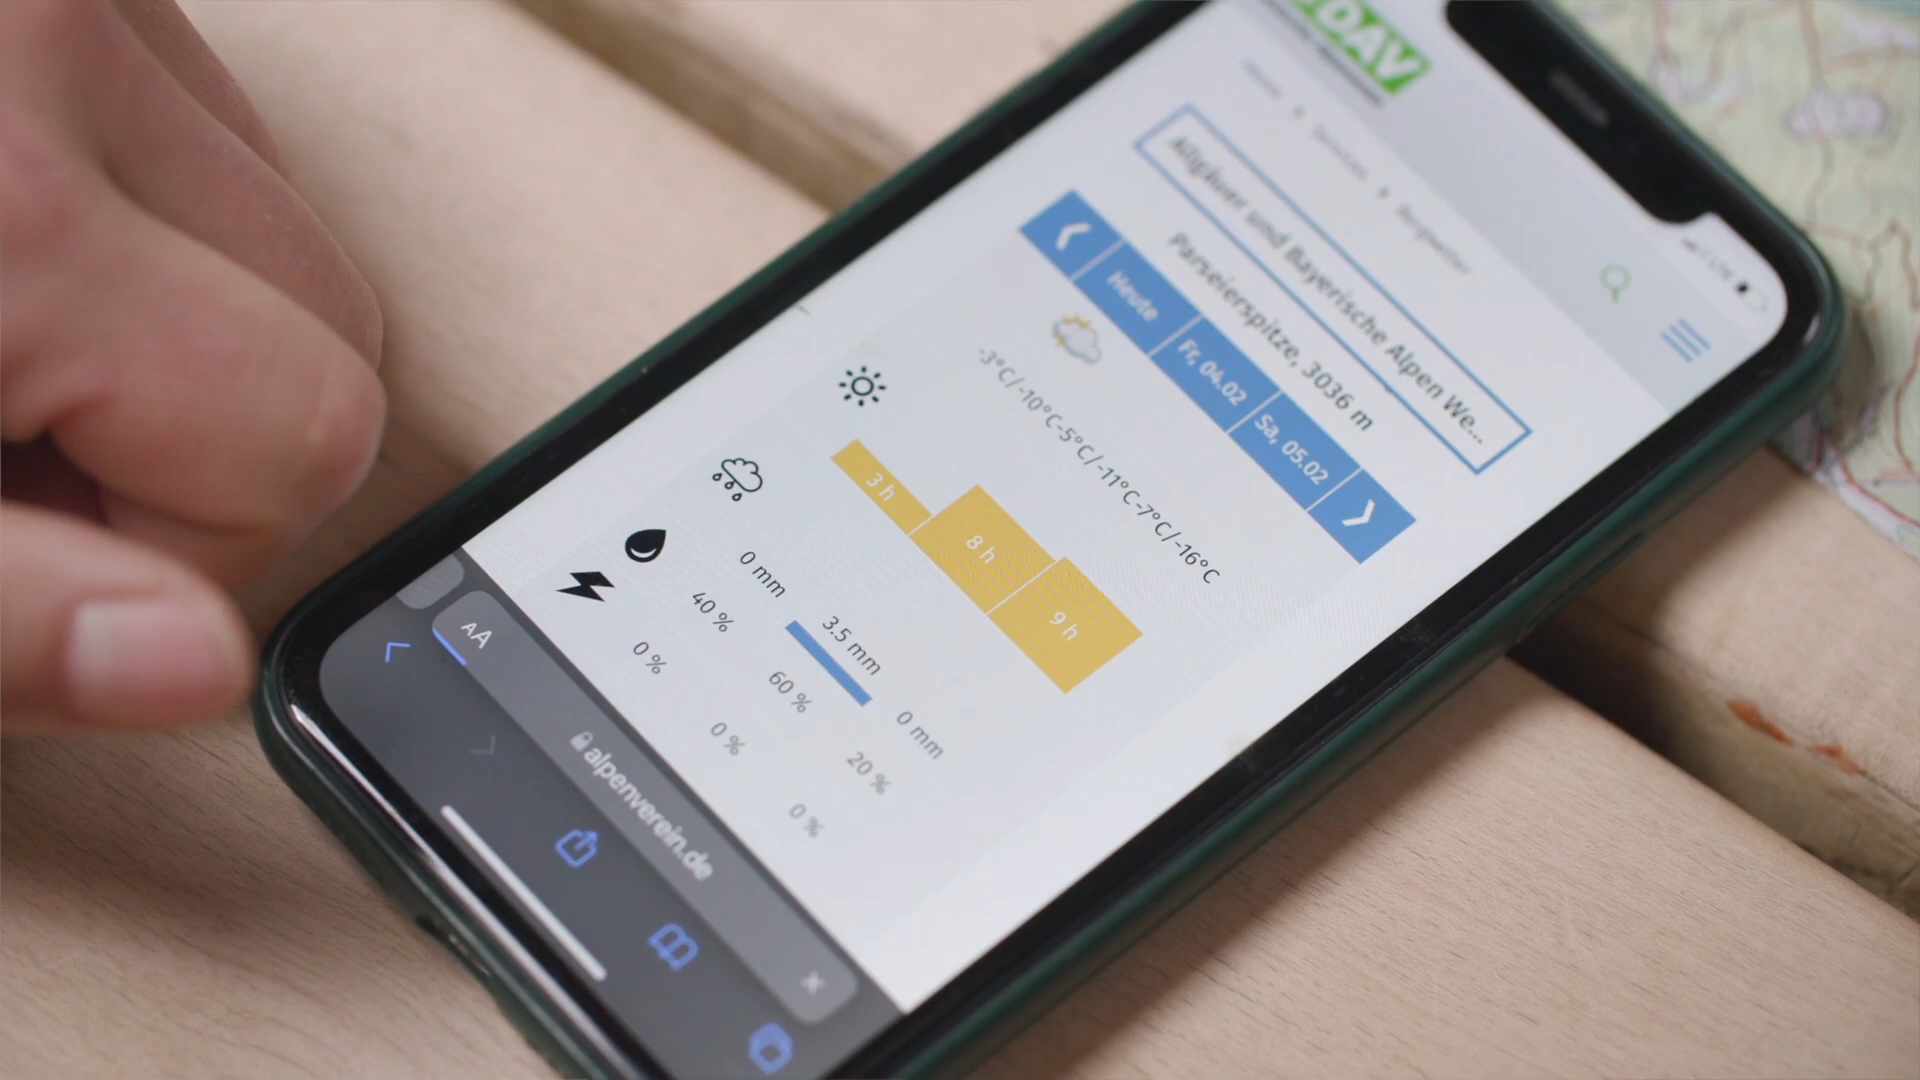 DAV
Services
Bergwetter
Allgäuer und Bayerische Alpen We...
Parseierspitze, 3036 m
Heute
Fr, 04.02
Sa, 05.02
-3°C/-10°C
-5°C/-11°C
-7°C/-16°C
3 h
8 h
9 h
0 mm
3.5 mm
0 mm
40 %
60 %
20 %
0 %
0 %
0 %
AA
alpenverein.de